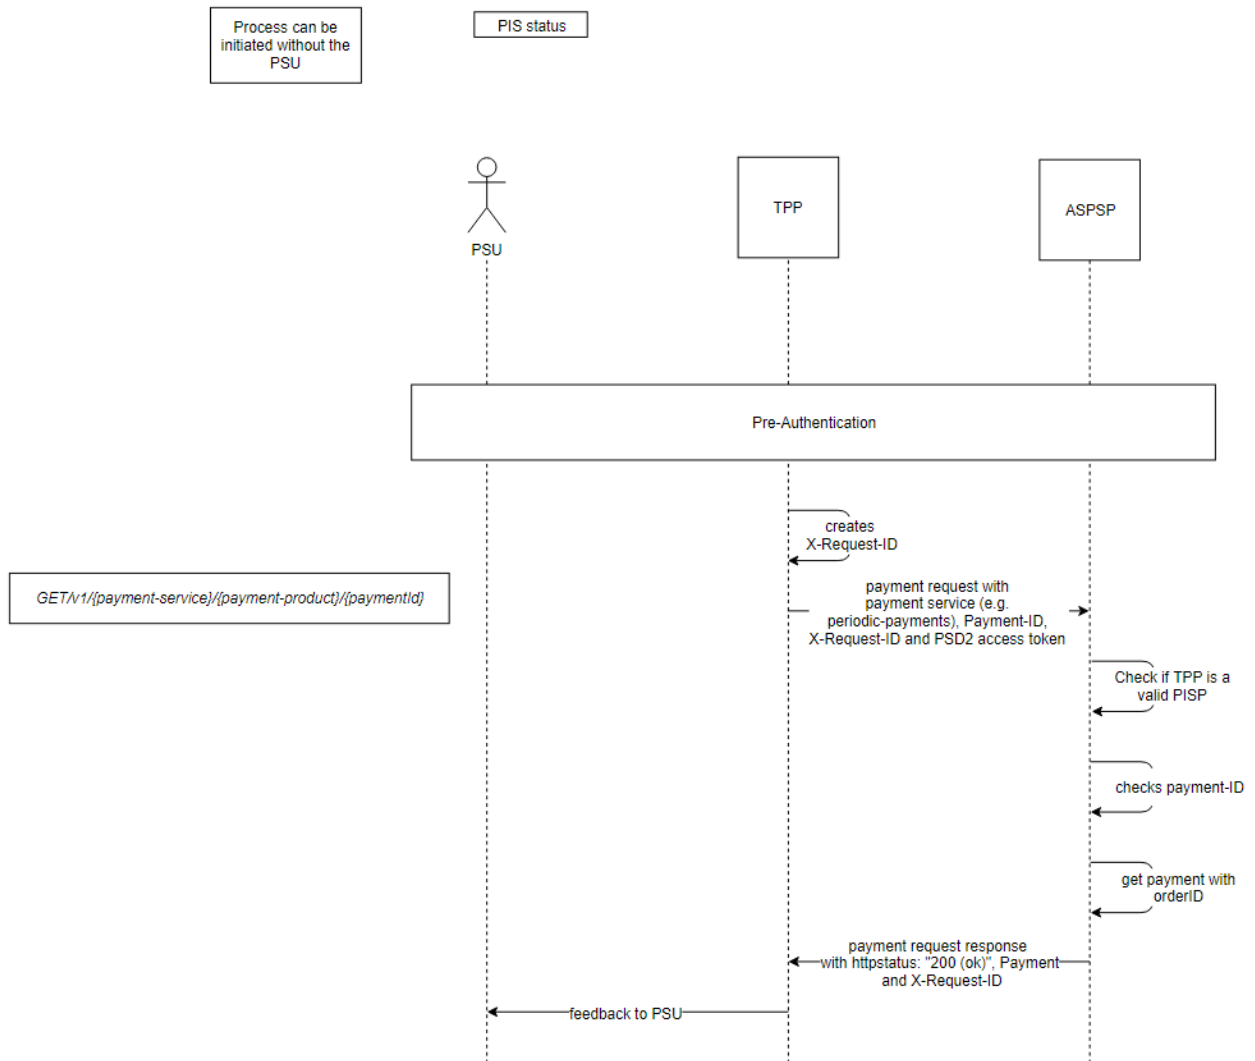 Process can be
initiated without the
PSU
PIS status
PSU
TPP
ASPSP
Pre-Authentication
creates
X-Request-ID
GET/v1/{payment-service}/{payment-product}/{paymentId}
payment request with
payment service (e.g.
periodic-payments), Payment-ID,
X-Request-ID and PSD2 access token
Check if TPP is a
valid PISP
checks payment-ID
get payment with
orderID
payment request response
with httpstatus: "200 (ok)", Payment
and X-Request-ID
feedback to PSU